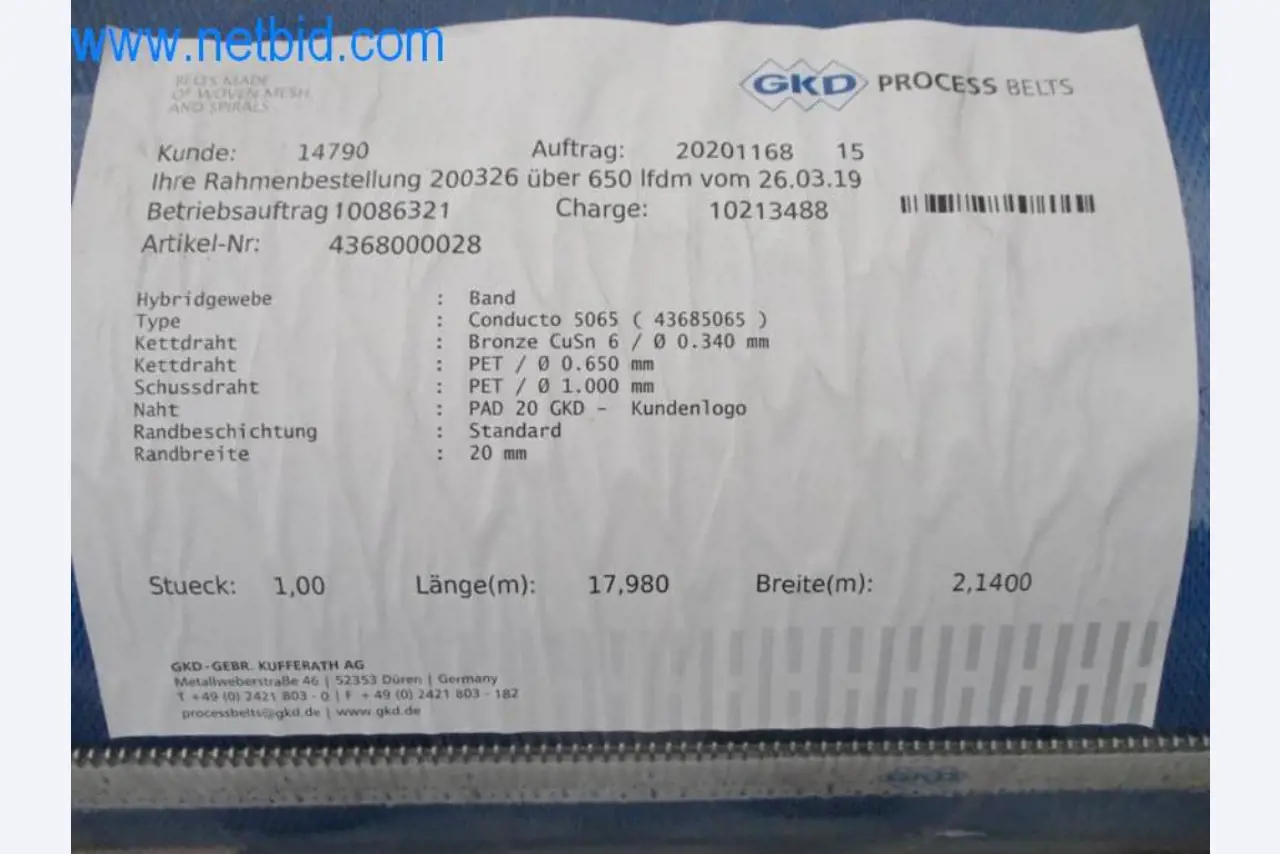 www.netbid.com
BELTS MADE
OF WOVEN MESH
AND SPIRALS
GKD PROCESS BELTS
Kunde: 14790 Auftrag: 20201168 15
Ihre Rahmenbestellung 200326 über 650 lfdm vom 26.03.19
Betriebsauftrag 10086321 Charge: 10213488
Artikel-Nr: 4368000028
Hybridgewebe : Band
Type : Conducto 5065 ( 43685065 )
Kettdraht : Bronze CuSn 6 / Ø 0.340 mm
Kettdraht : PET / Ø 0.650 mm
Schussdraht : PET / Ø 1.000 mm
Naht : PAD 20 GKD - Kundenlogo
Randbeschichtung : Standard
Randbreite : 20 mm
Stueck: 1,00 Länge(m): 17,980 Breite(m): 2,1400
GKD-GEBR. KUFFERATH AG
Metallweberstraße 46 | 52353 Düren | Germany
T +49 (0) 2421 803 - 0 | F + 49 (0) 2421 803 - 182
processbelts@gkd.de | www.gkd.de
GKD